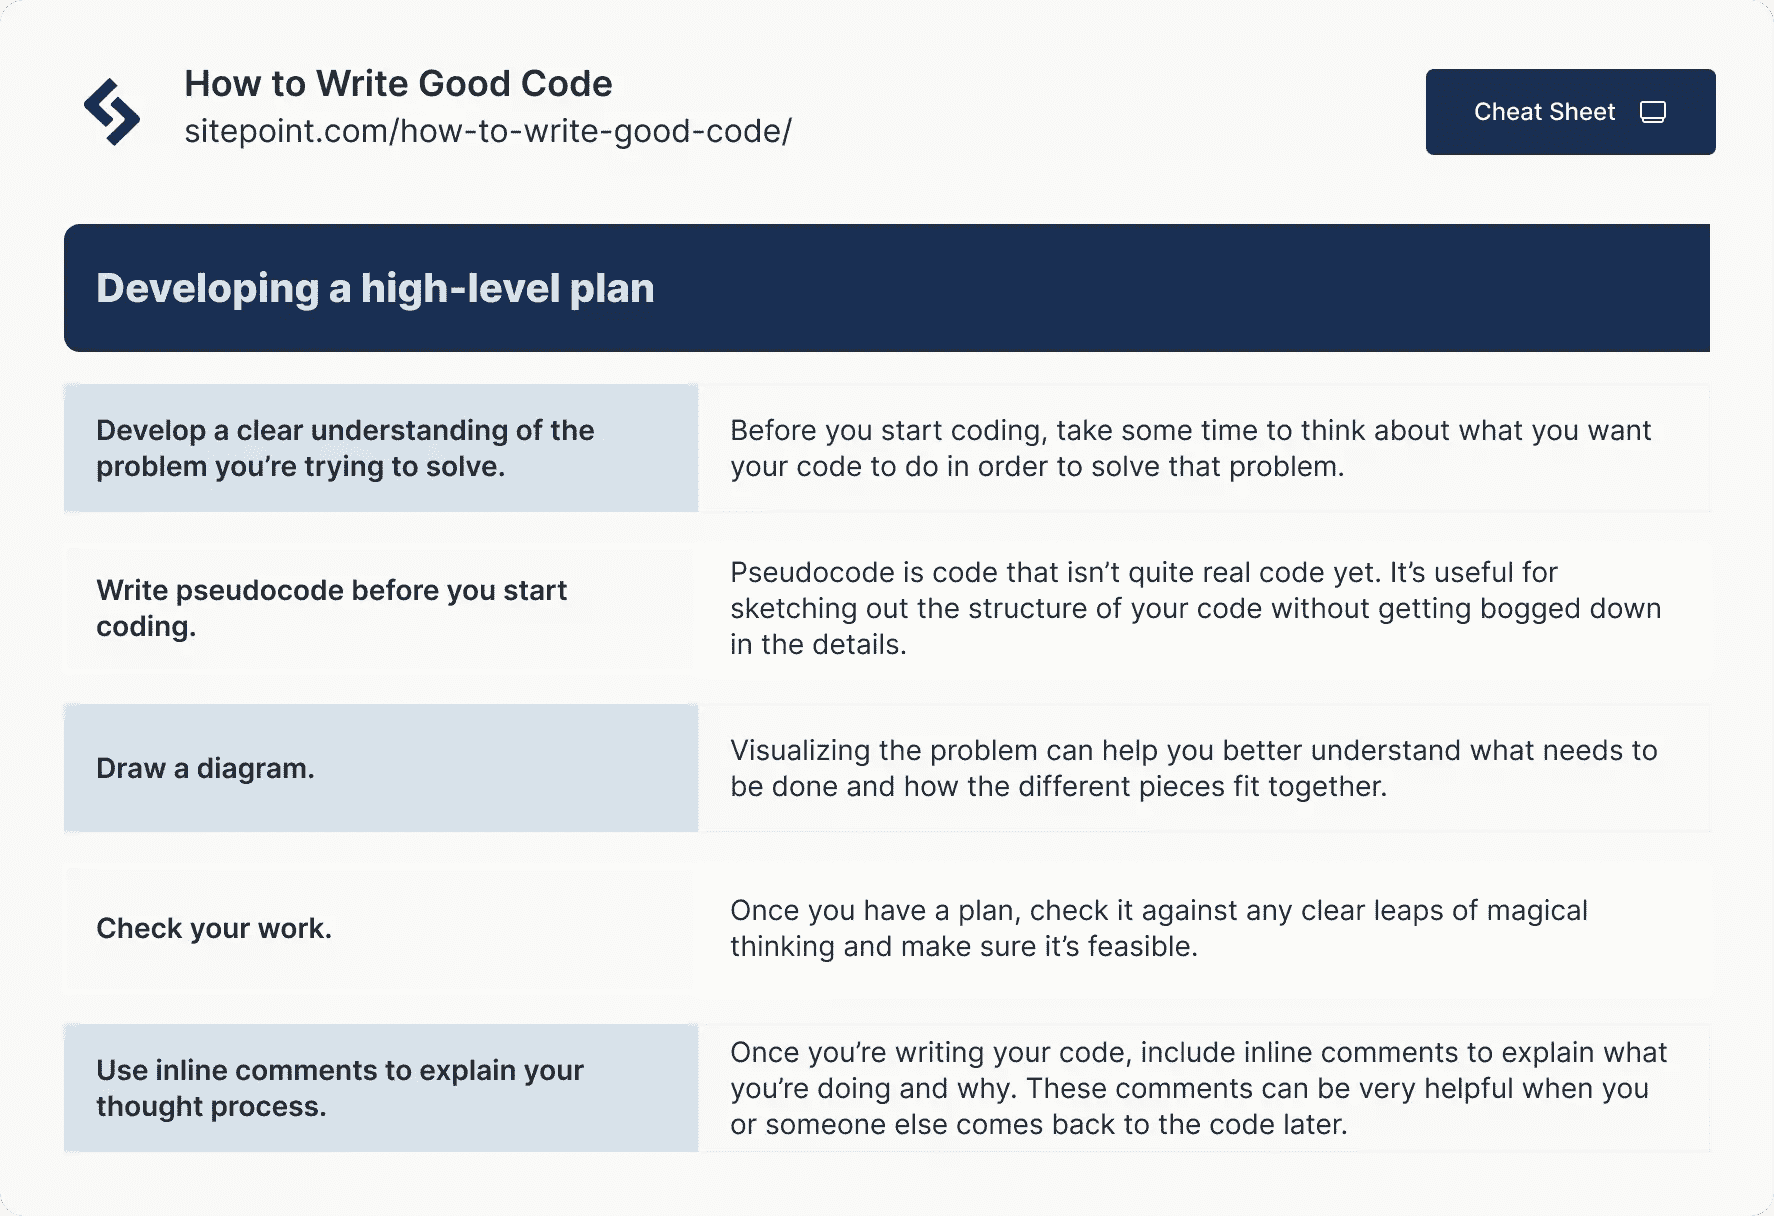 How to Write Good Code
sitepoint.com/how-to-write-good-code/
Cheat Sheet
Developing a high-level plan
Develop a clear understanding of the
problem you’re trying to solve.
Before you start coding, take some time to think about what you want
your code to do in order to solve that problem.
Write pseudocode before you start
coding.
Pseudocode is code that isn’t quite real code yet. It’s useful for
sketching out the structure of your code without getting bogged down
in the details.
Draw a diagram.
Visualizing the problem can help you better understand what needs to
be done and how the different pieces fit together.
Check your work.
Once you have a plan, check it against any clear leaps of magical
thinking and make sure it’s feasible.
Use inline comments to explain your
thought process.
Once you’re writing your code, include inline comments to explain what
you’re doing and why. These comments can be very helpful when you
or someone else comes back to the code later.